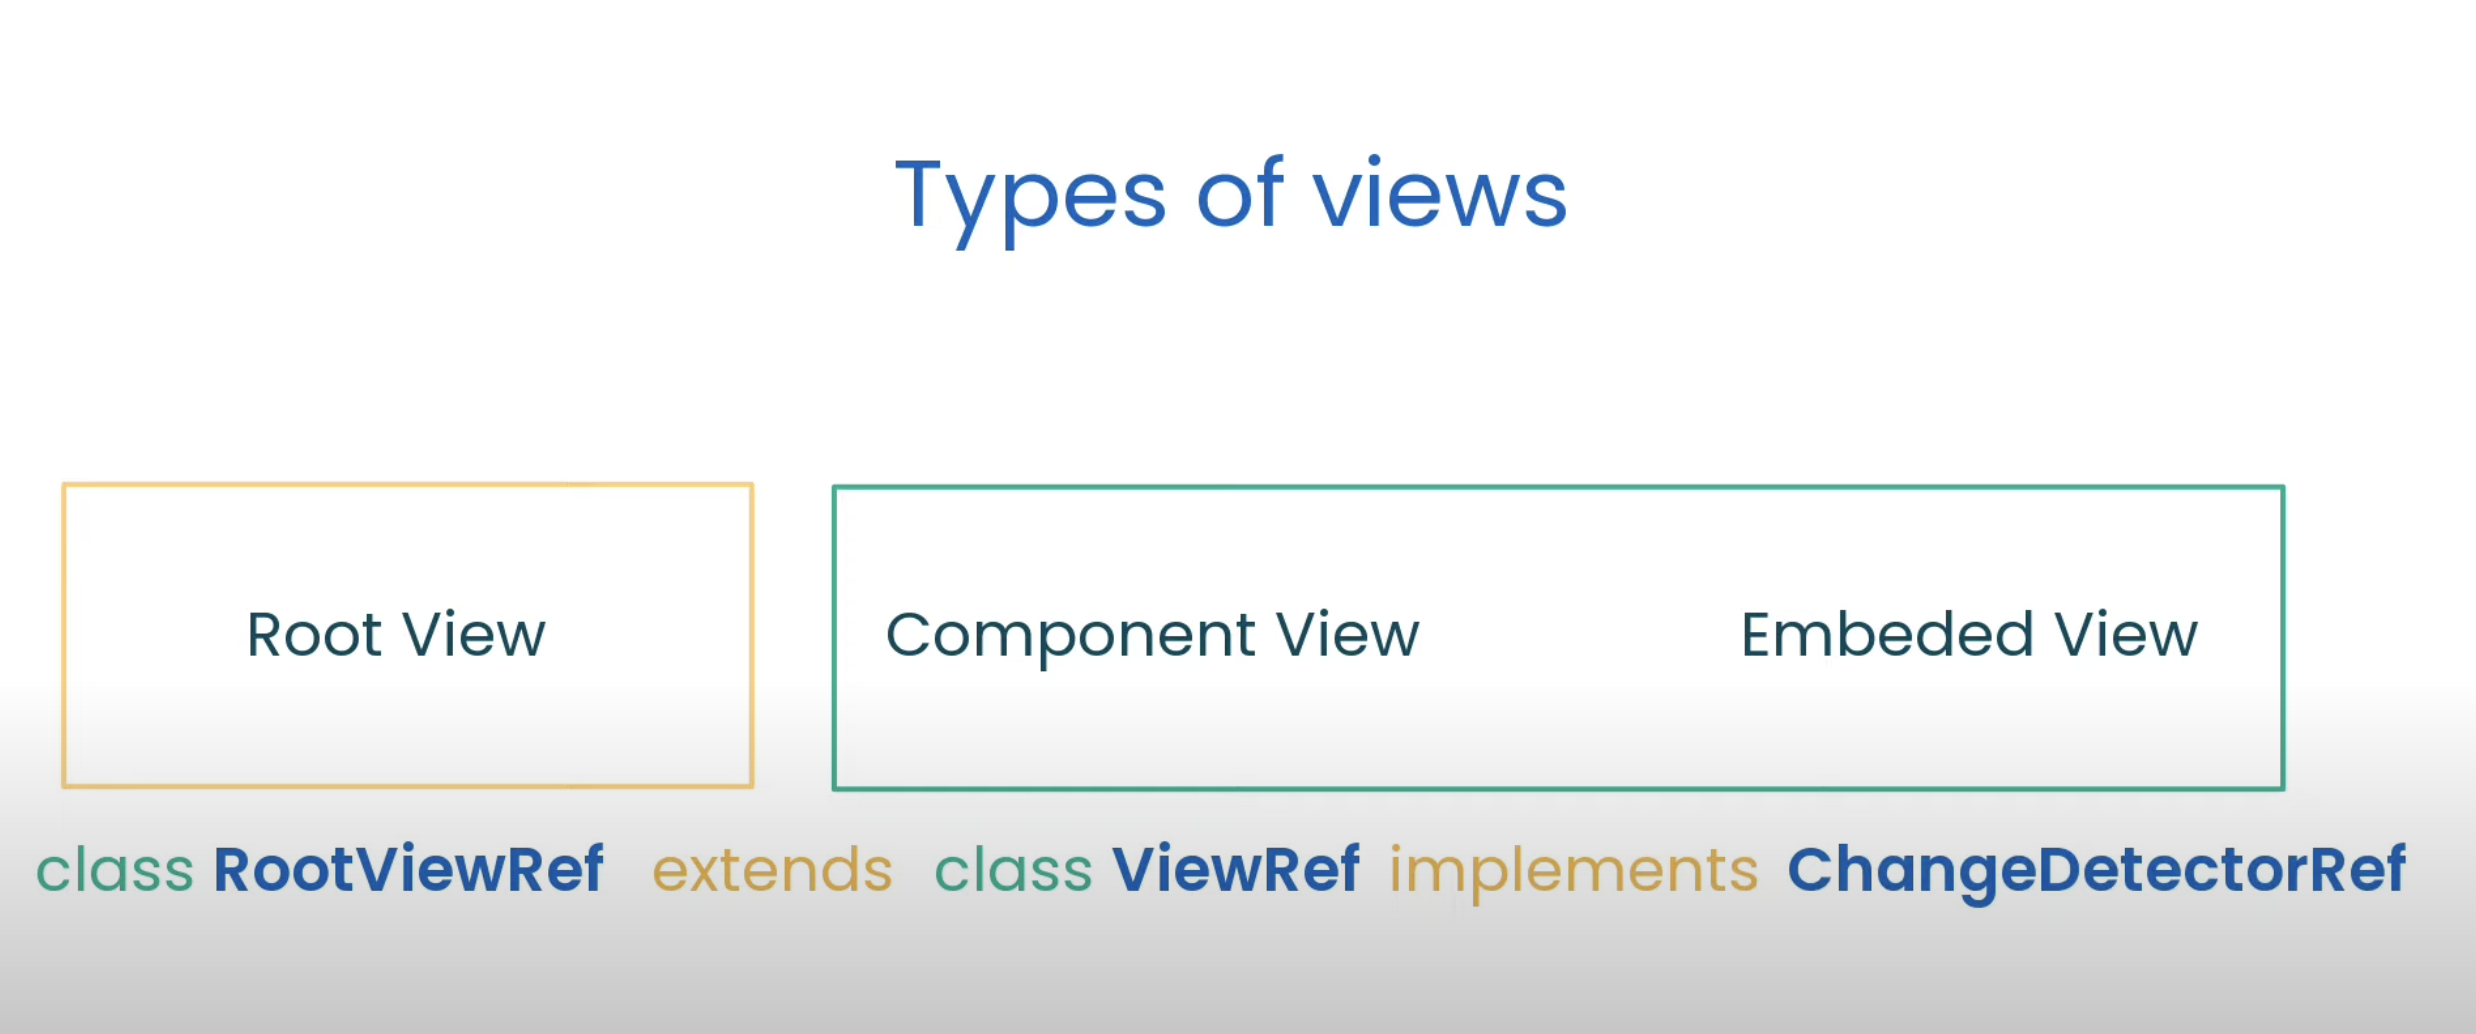 Types of views
Root View
Component View
Embeded View
class RootViewRef extends class ViewRef implements ChangeDetectorRef